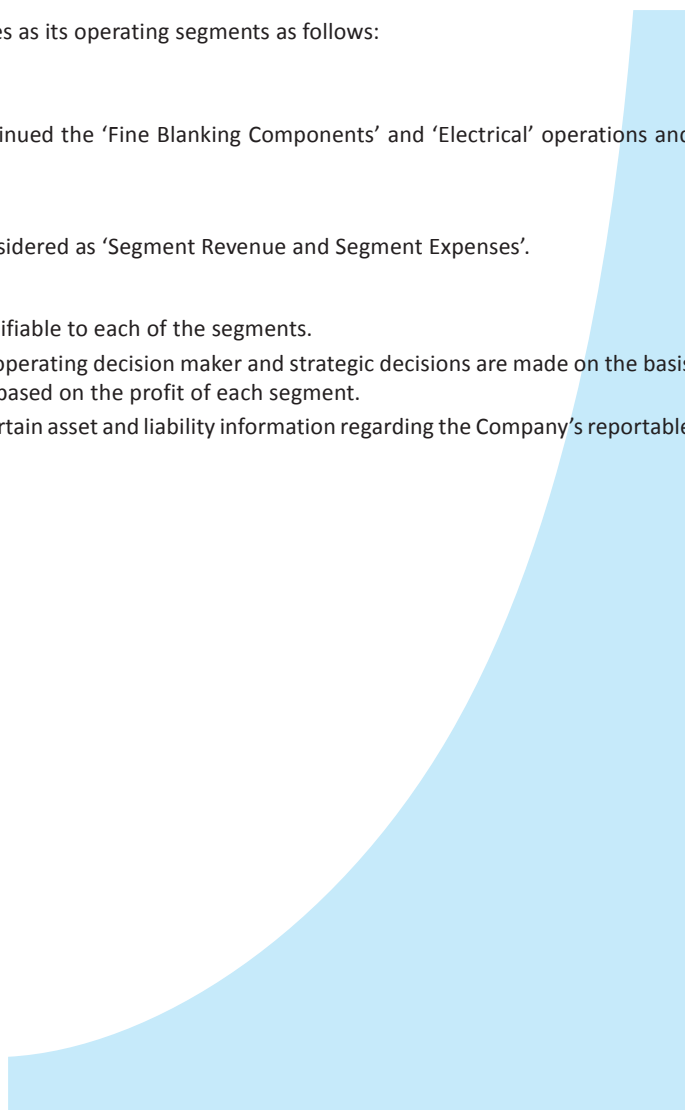 es as its operating segments as follows:
tinued the ‘Fine Blanking Components’ and ‘Electrical’ operations and
sidered as ‘Segment Revenue and Segment Expenses’.
ifiable to each of the segments.
operating decision maker and strategic decisions are made on the basis
based on the profit of each segment.
rtain asset and liability information regarding the Company’s reportable